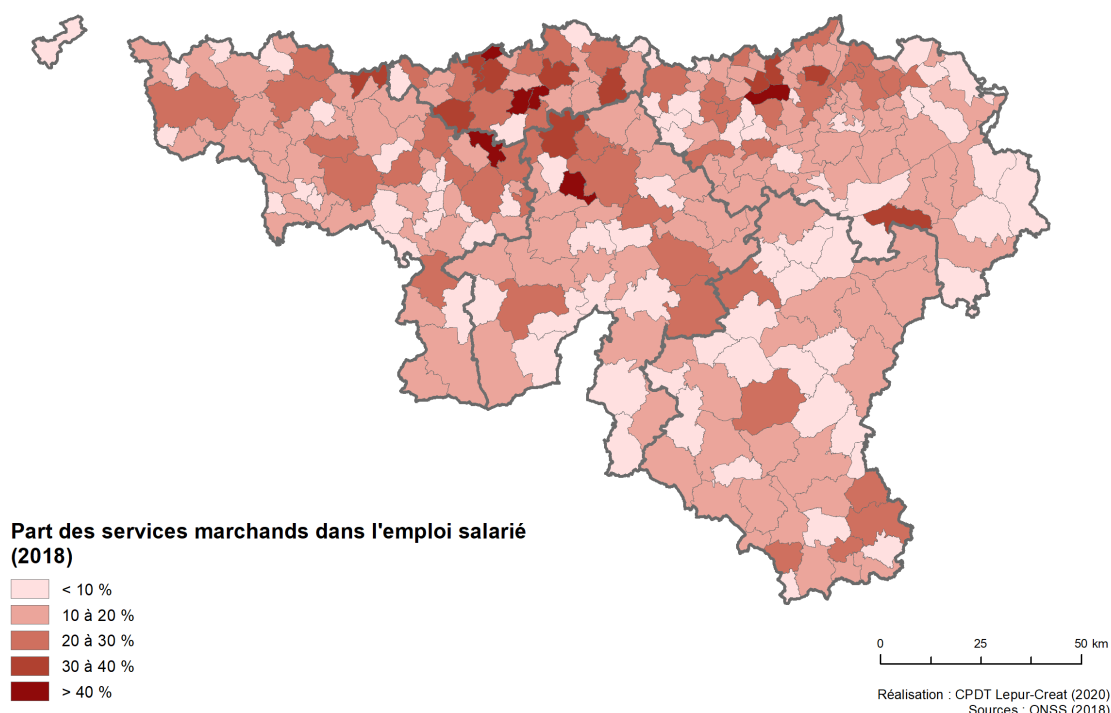 Part des services marchands dans l'emploi salarié
(2018)
< 10 %
10 à 20 %
20 à 30 %
30 à 40 %
> 40 %
0 25 50 km
Réalisation : CPDT Lepur-Creat (2020)
Sources : ONSS (2018)